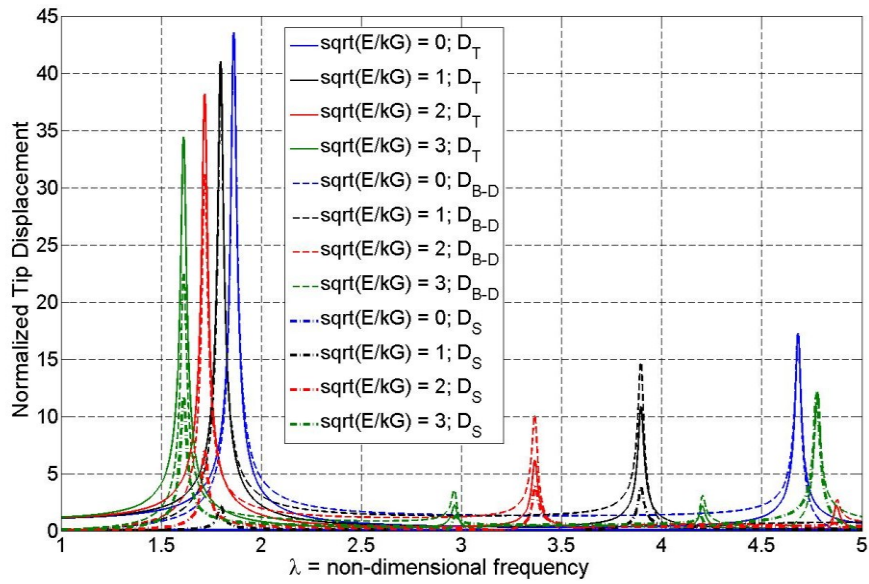 45
40
35
30
25
20
15
10
5
0
Normalized Tip Displacement
sqrt(E/kG) = 0; D_T
sqrt(E/kG) = 1; D_T
sqrt(E/kG) = 2; D_T
sqrt(E/kG) = 3; D_T
sqrt(E/kG) = 0; D_B-D
sqrt(E/kG) = 1; D_B-D
sqrt(E/kG) = 2; D_B-D
sqrt(E/kG) = 3; D_B-D
sqrt(E/kG) = 0; D_S
sqrt(E/kG) = 1; D_S
sqrt(E/kG) = 2; D_S
sqrt(E/kG) = 3; D_S
1 1.5 2 2.5 3 3.5 4 4.5 5
λ = non-dimensional frequency